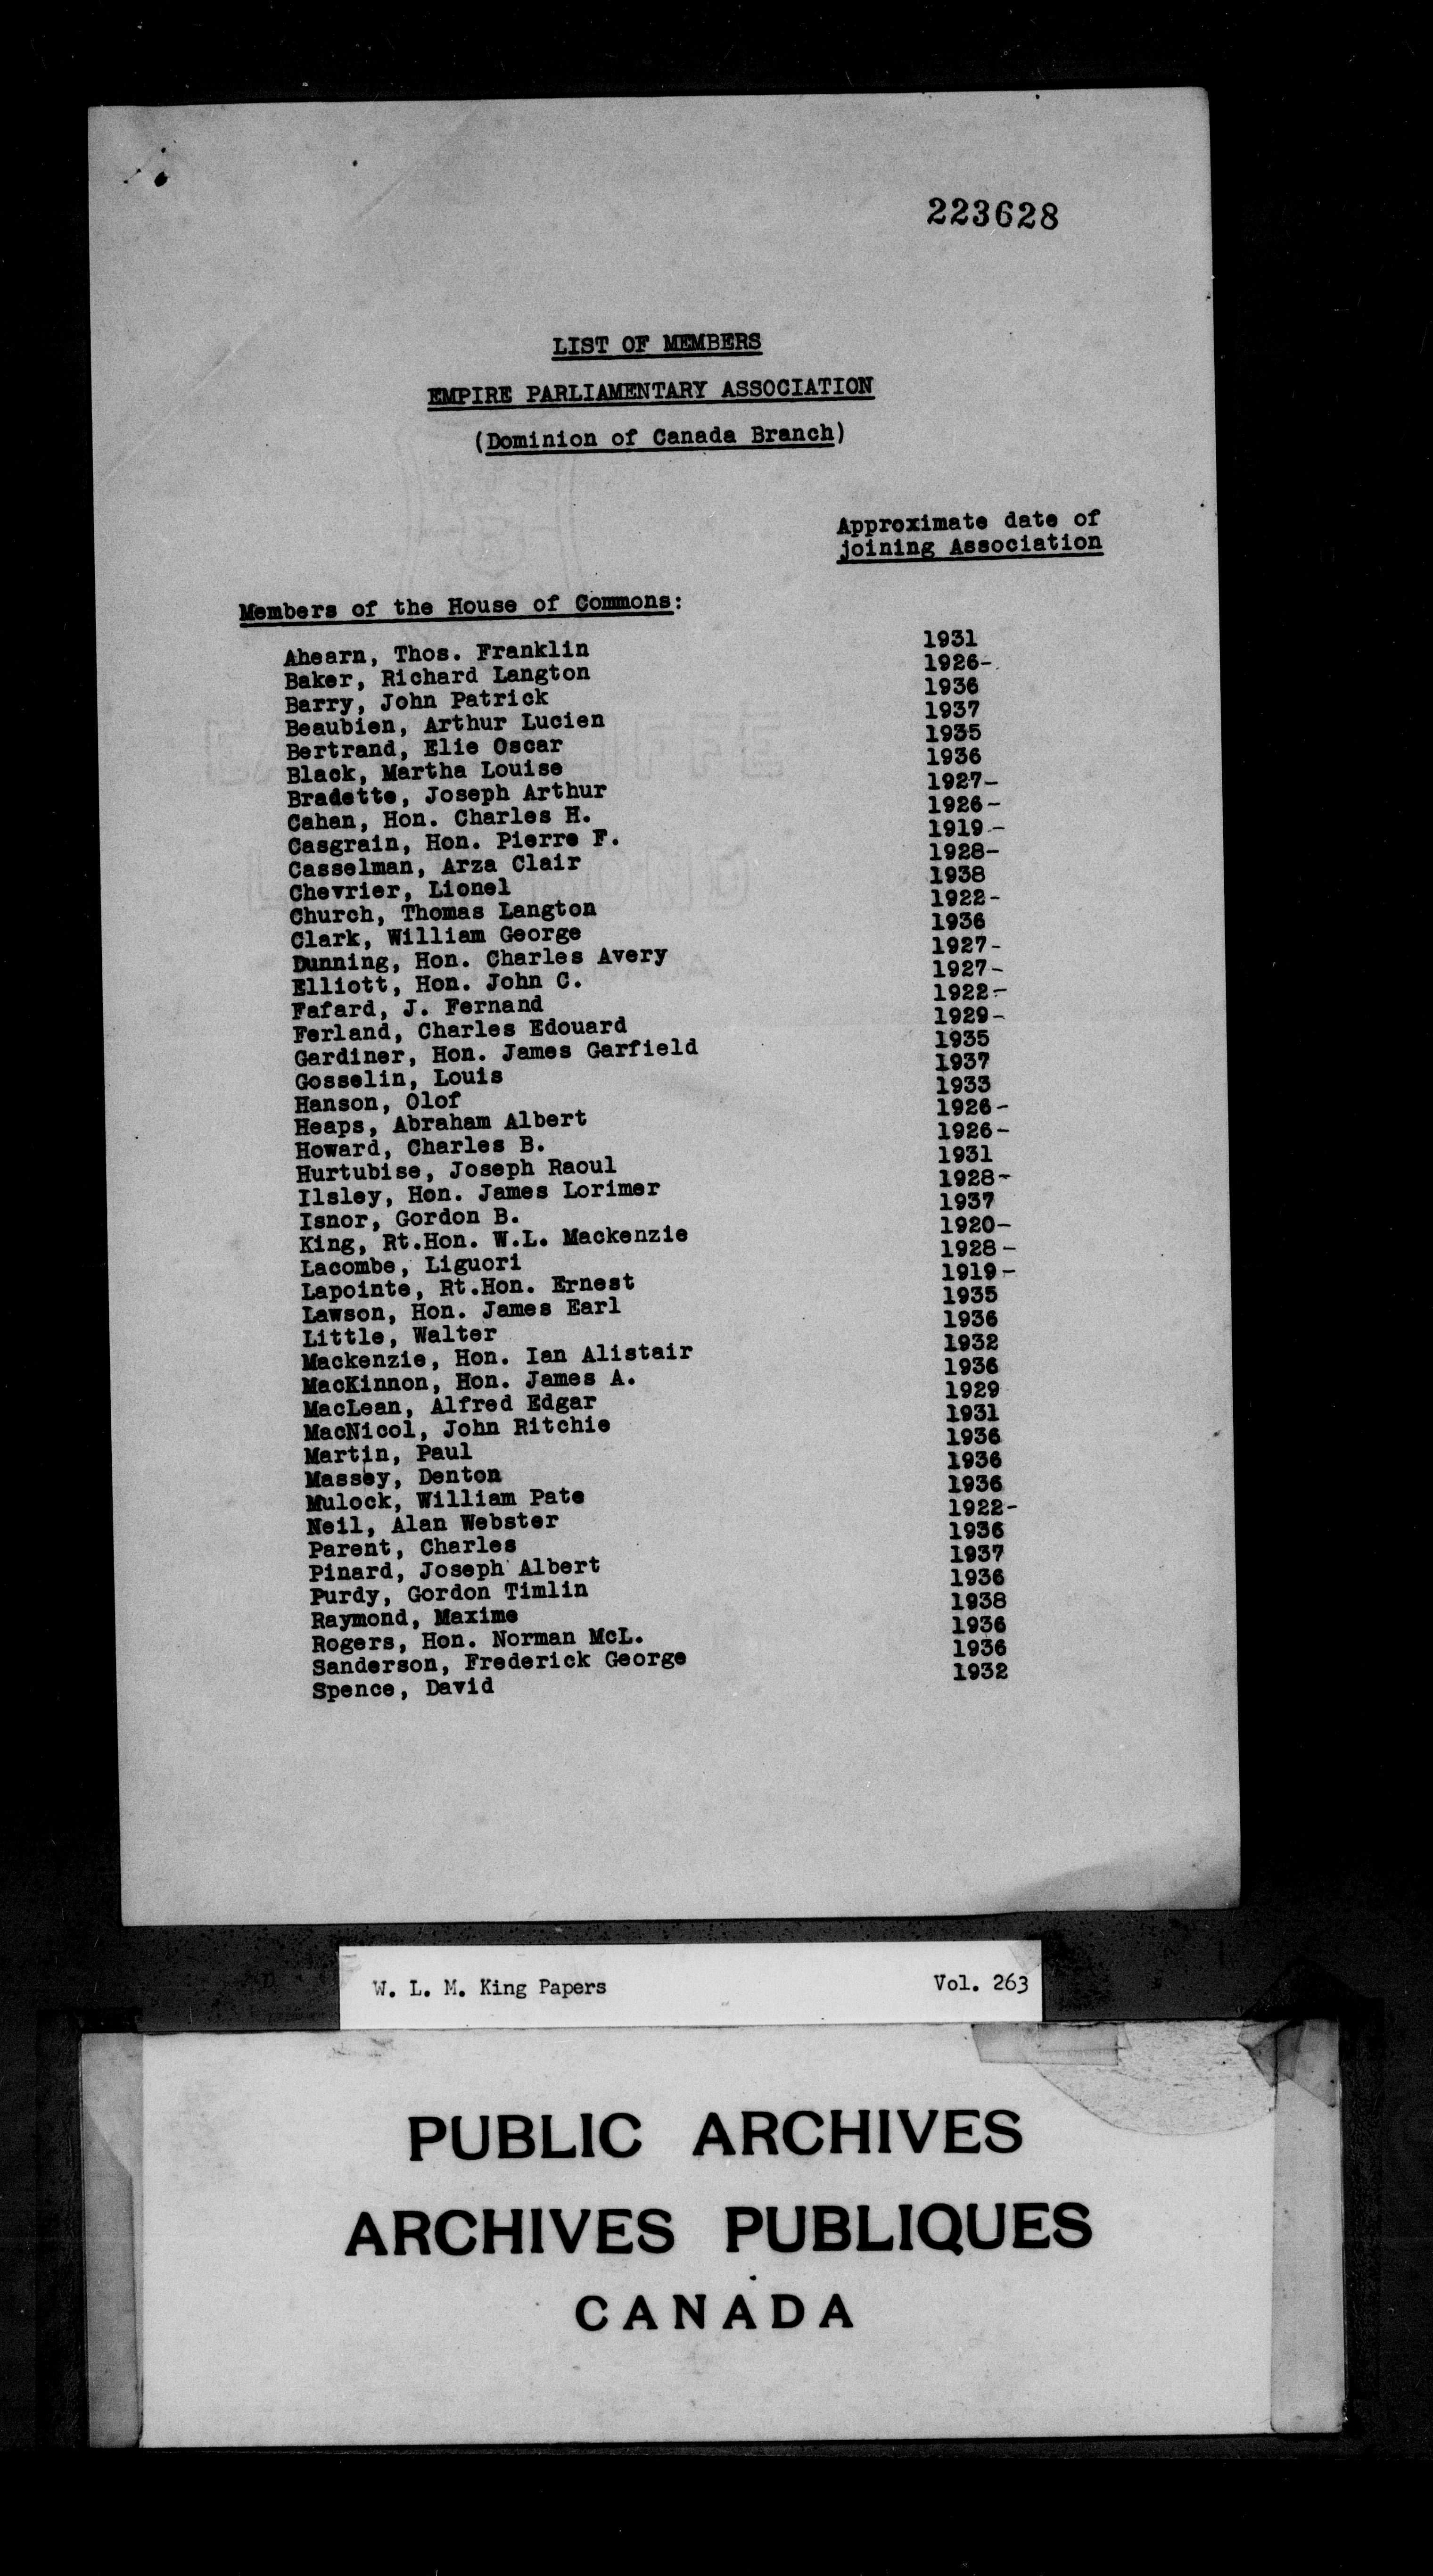 223628
LIST OF MEMBERS
EMPIRE PARLIAMENTARY ASSOCIATION
(Dominion of Canada Branch)
Approximate date of
joining Association
Members of the House of Commons:
Ahearn, Thos. Franklin 1931
Baker, Richard Langton 1926-
Barry, John Patrick 1936
Beaubien, Arthur Lucien 1937
Bertrand, Elie Oscar 1935
Black, Martha Louise 1936
Bradette, Joseph Arthur 1927-
Cahan, Hon. Charles H. 1926-
Casgrain, Hon. Pierre F. 1919-
Casselman, Arza Clair 1928-
Chevrier, Lionel 1938
Church, Thomas Langton 1922-
Clark, William George 1936
Dunning, Hon. Charles Avery 1927-
Elliott, Hon. John C. 1927-
Fafard, J. Fernand 1922-
Ferland, Charles Edouard 1929-
Gardiner, Hon. James Garfield 1935
Gosselin, Louis 1937
Hanson, Olof 1933
Heaps, Abraham Albert 1926-
Howard, Charles B. 1926-
Hurtubise, Joseph Raoul 1931
Ilsley, Hon. James Lorimer 1928-
Isnor, Gordon B. 1937
King, Rt.Hon. W.L. Mackenzie 1920-
Lacombe, Liguori 1928-
Lapointe, Rt.Hon. Ernest 1919-
Lawson, Hon. James Earl 1935
Little, Walter 1936
Mackenzie, Hon. Ian Alistair 1932
MacKinnon, Hon. James A. 1936
MacLean, Alfred Edgar 1929
MacNicol, John Ritchie 1931
Martin, Paul 1936
Massey, Denton 1936
Mulock, William Pate 1936
Neil, Alan Webster 1922-
Parent, Charles 1936
Pinard, Joseph Albert 1937
Purdy, Gordon Timlin 1936
Raymond, Maxime 1938
Rogers, Hon. Norman McL. 1936
Sanderson, Frederick George 1936
Spence, David 1932
W. L. M. King Papers Vol. 263
PUBLIC ARCHIVES
ARCHIVES PUBLIQUES
CANADA